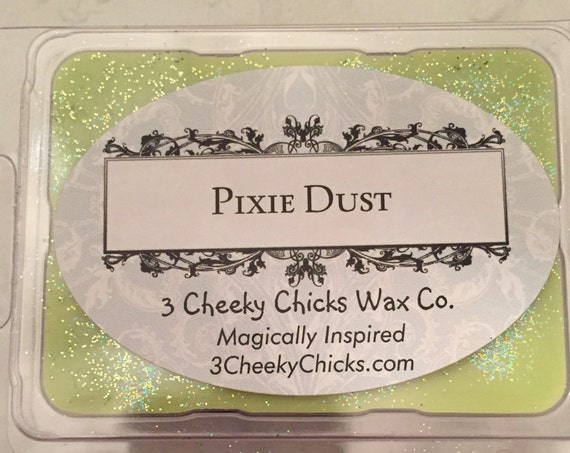 Pixie Dust
3 Cheeky Chicks Wax Co.
Magically Inspired
3CheekyChicks.com